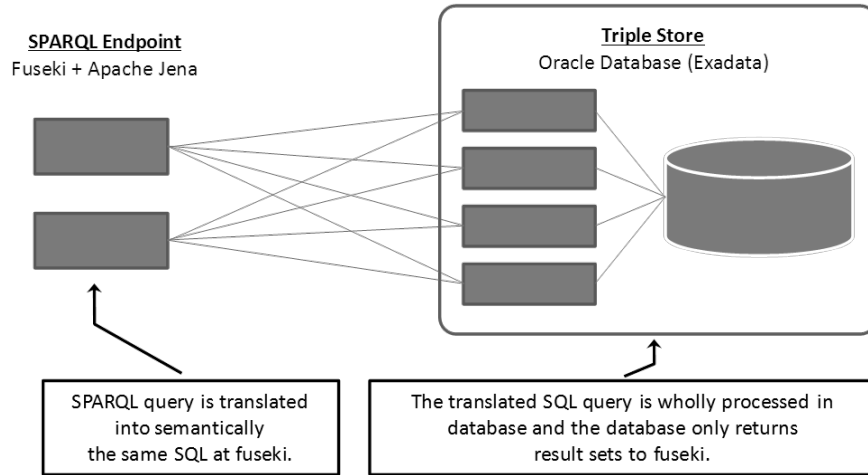 SPARQL Endpoint
Fuseki + Apache Jena
Triple Store
Oracle Database (Exadata)
SPARQL query is translated
into semantically
the same SQL at fuseki.
The translated SQL query is wholly processed in
database and the database only returns
result sets to fuseki.